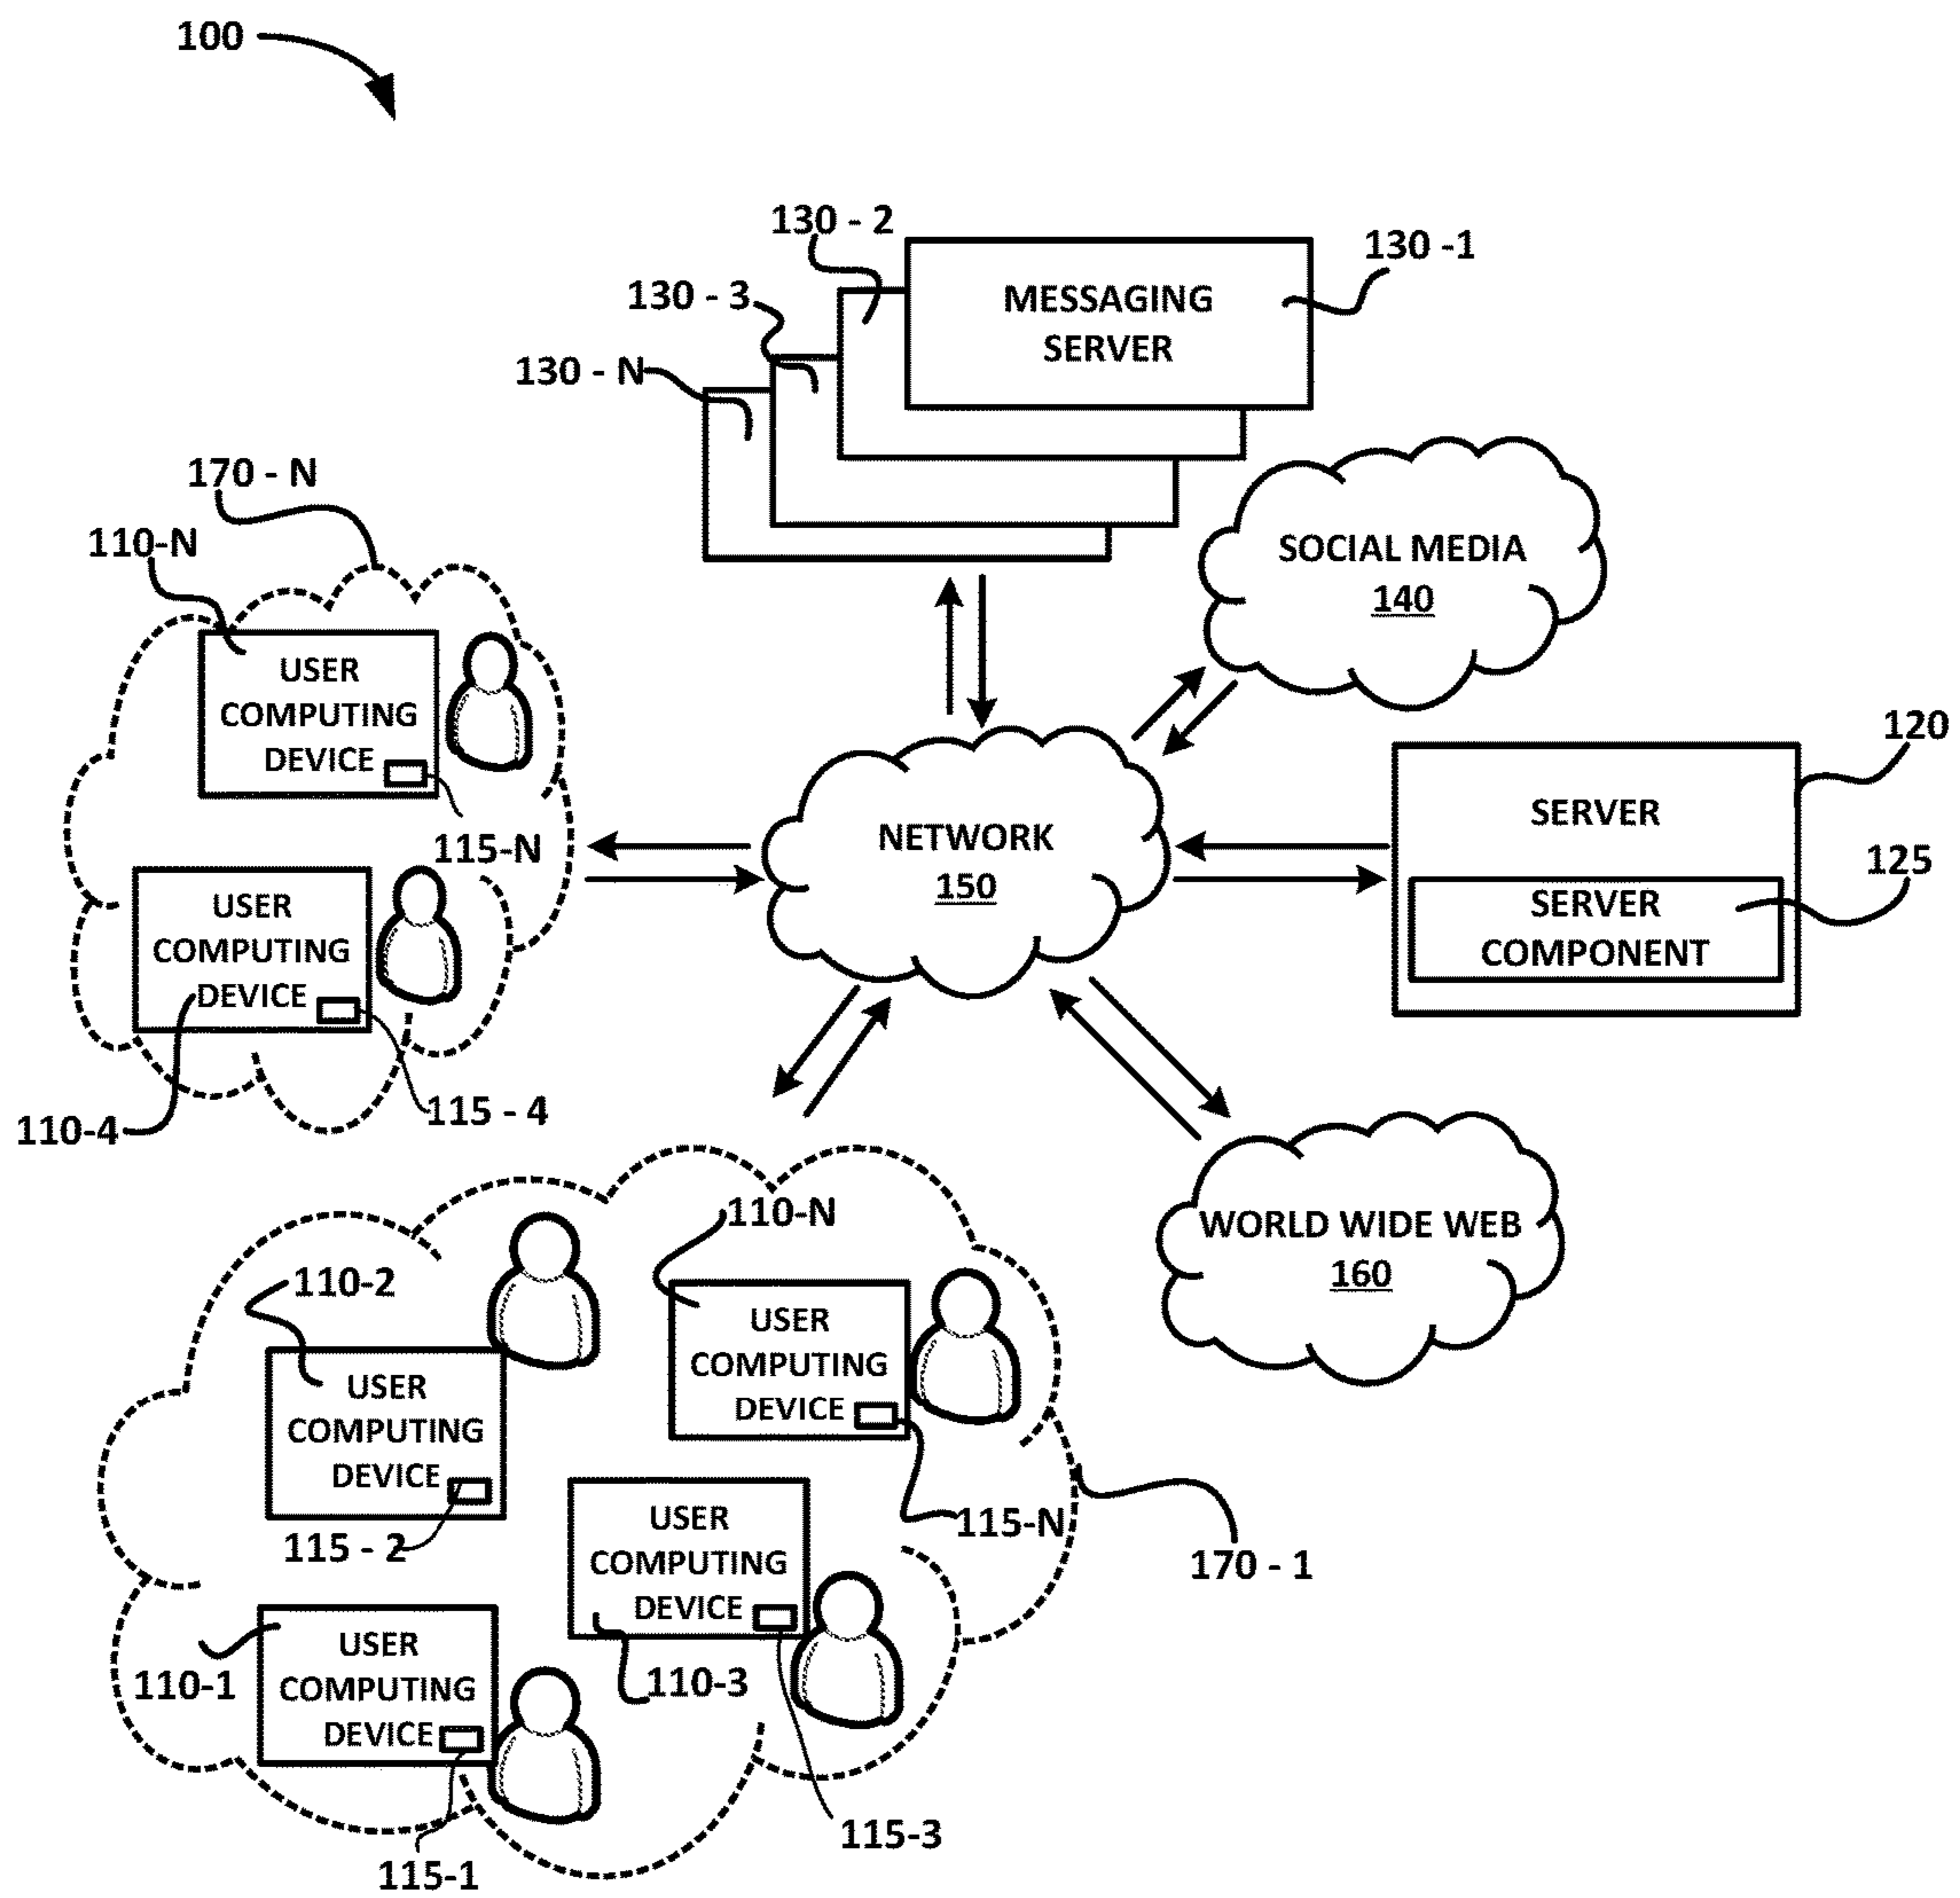 100
130 - 2
130 -1
130 - 3
MESSAGING
SERVER
130 - N
170 - N
110-N
SOCIAL MEDIA
140
USER
COMPUTING
DEVICE
115-N
120
SERVER
125
SERVER
COMPONENT
NETWORK
150
USER
COMPUTING
DEVICE
115 - 4
110-4
110-N
110-2
WORLD WIDE WEB
160
USER
COMPUTING
DEVICE
USER
COMPUTING
DEVICE
115-N
115 - 2
170 - 1
USER
COMPUTING
DEVICE
110-3
110-1
USER
COMPUTING
DEVICE
115-3
115-1